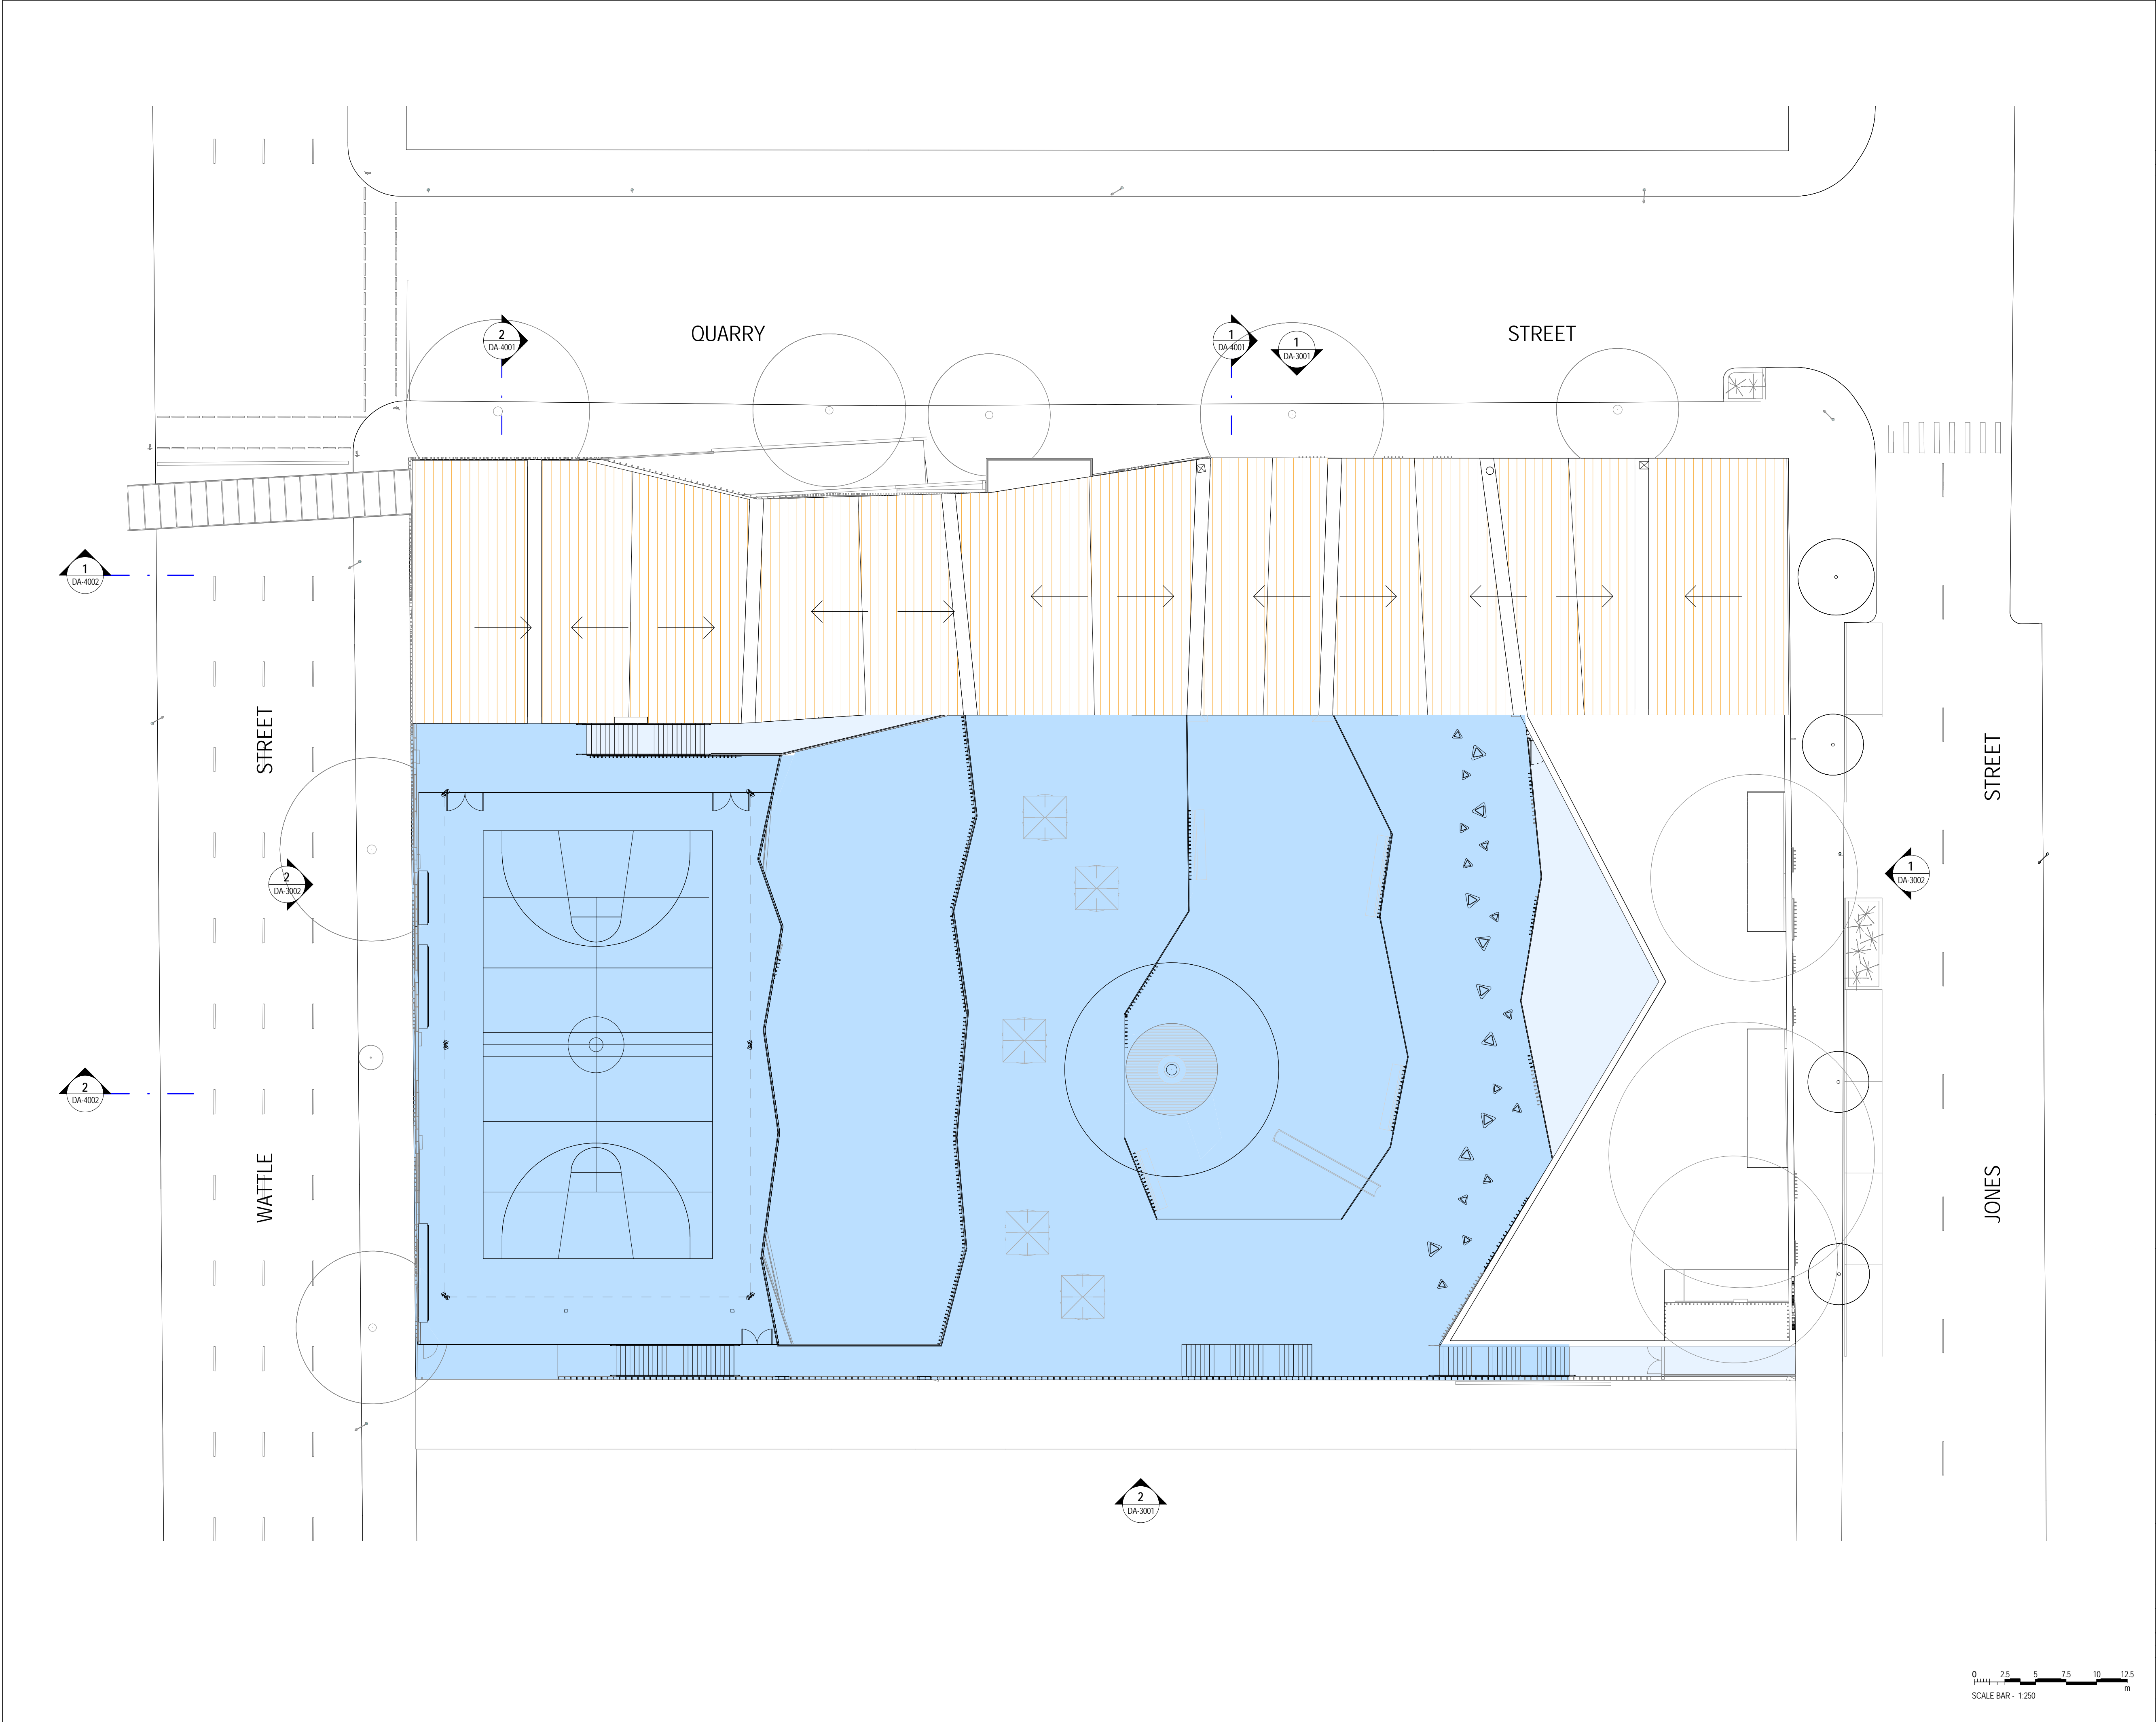 QUARRY
STREET
2
DA-4001
1
DA-4001
1
DA-3001
1
DA-4002
STREET
STREET
2
DA-3002
1
DA-3002
2
DA-4002
WATTLE
JONES
2
DA-3001
0 2.5 5 7.5 10 12.5
m
SCALE BAR - 1:250